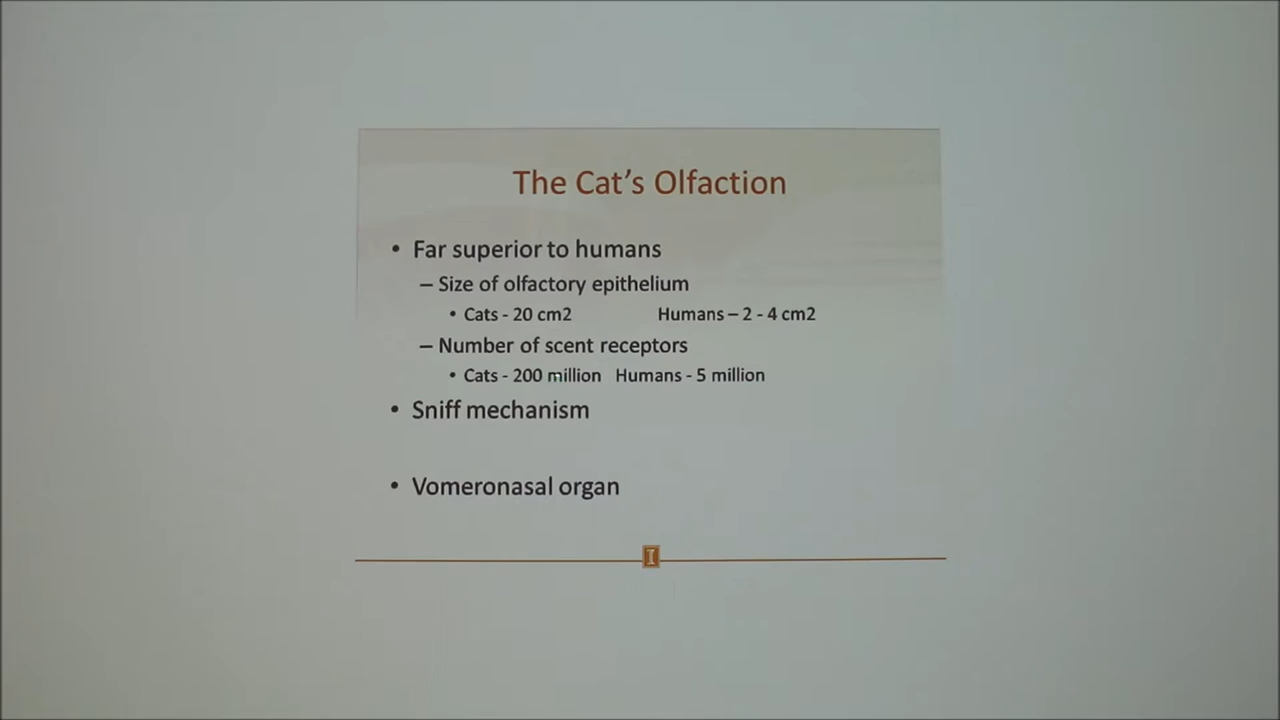 The Cat's Olfaction
• Far superior to humans
– Size of olfactory epithelium
• Cats - 20 cm2 Humans – 2 - 4 cm2
– Number of scent receptors
• Cats - 200 million Humans - 5 million
• Sniff mechanism
• Vomeronasal organ
I